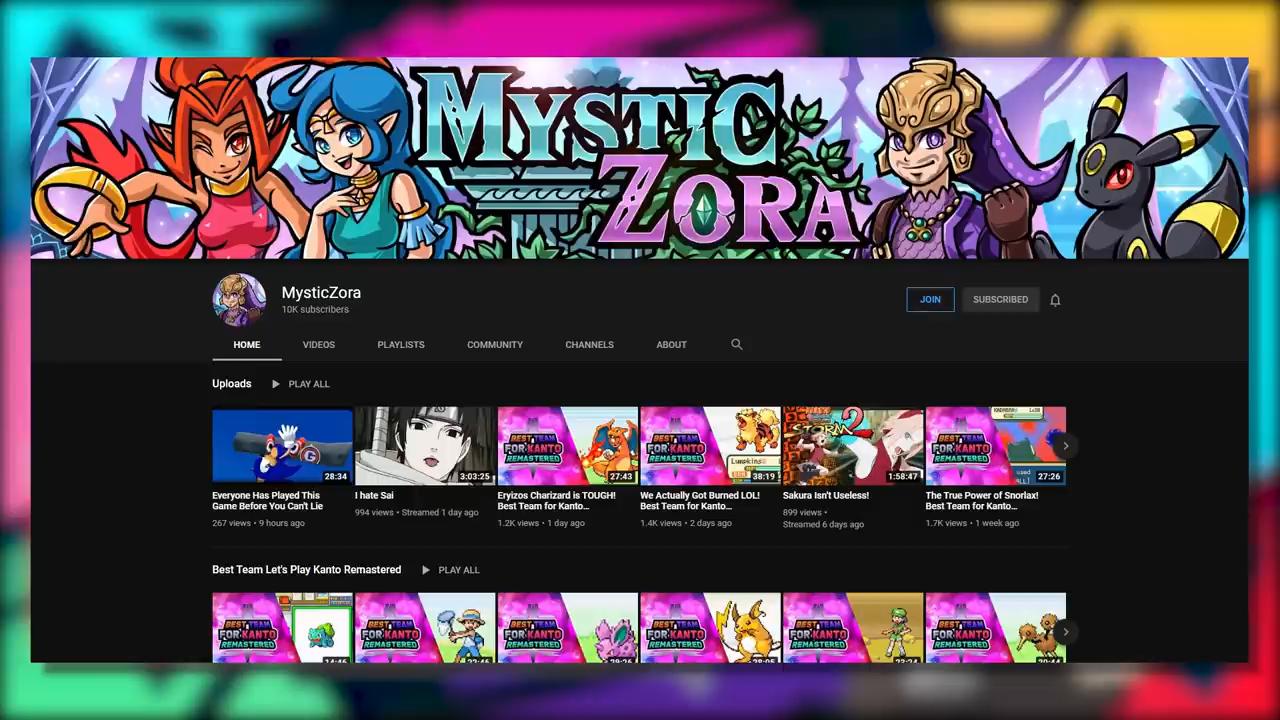 MYSTIC
ZORA
MysticZora
10K subscribers
JOIN
SUBSCRIBED
HOME
VIDEOS
PLAYLISTS
COMMUNITY
CHANNELS
ABOUT
Uploads
PLAY ALL
G
28:34
Everyone Has Played This
Game Before You Can't Lie
267 views • 9 hours ago
3:03:25
I hate Sai
994 views • Streamed 1 day ago
BEST TEAM
FOR KANTO
REMASTERED
27:43
Eryizos Charizard is TOUGH!
Best Team for Kanto...
1.2K views • 1 day ago
BEST TEAM
FOR KANTO
REMASTERED
38:19
We Actually Got Burned LOL!
Best Team for Kanto...
1.4K views • 2 days ago
STORM 2
1:58:47
Sakura Isn't Useless!
899 views •
Streamed 6 days ago
BEST TEAM
FOR KANTO
REMASTERED
27:26
The True Power of Snorlax!
Best Team for Kanto...
1.7K views • 1 week ago
Best Team Let's Play Kanto Remastered
PLAY ALL
BEST TEAM
FOR KANTO
REMASTERED
BEST TEAM
FOR KANTO
REMASTERED
BEST TEAM
FOR KANTO
REMASTERED
BEST TEAM
FOR KANTO
REMASTERED
BEST TEAM
FOR KANTO
REMASTERED
BEST TEAM
FOR KANTO
REMASTERED